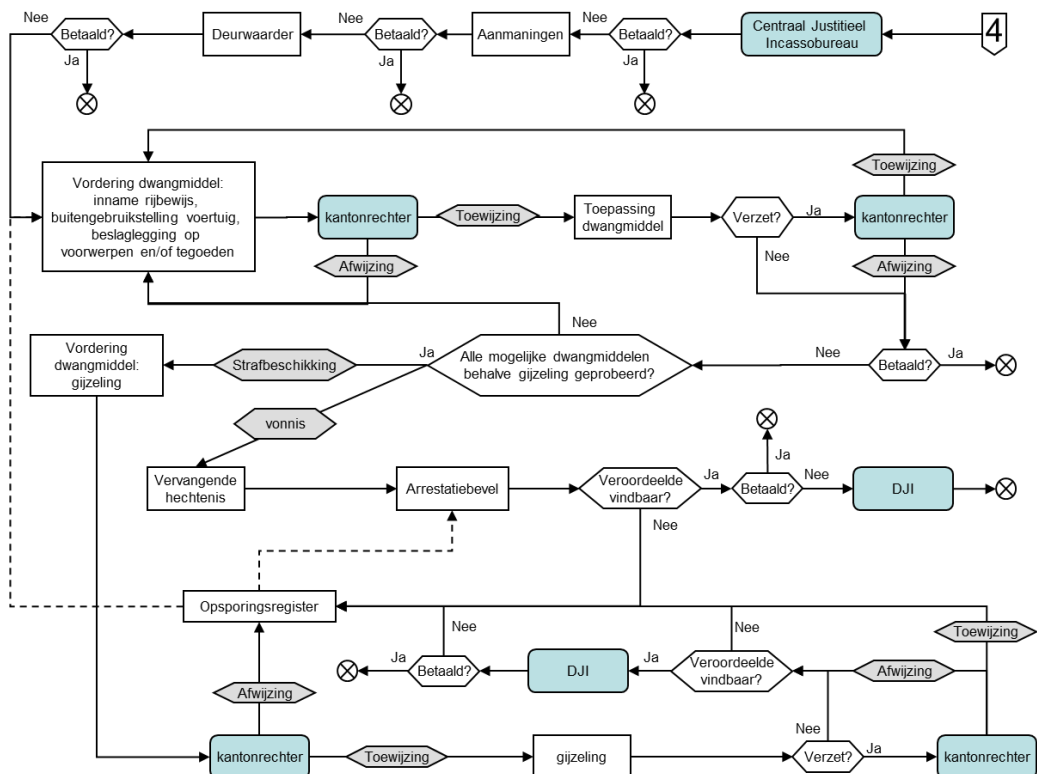 Nee
Betaald?
Ja
Deurwaarder
Nee
Betaald?
Ja
Aanmaningen
Nee
Betaald?
Ja
Centraal Justitieel
Incassobureau
4
Toewijzing
Vordering dwangmiddel:
inname rijbewijs,
buitengebruikstelling voertuig,
beslaglegging op
voorwerpen en/of tegoeden
kantonrechter
Toewijzing
Toepassing
dwangmiddel
Verzet?
Ja
kantonrechter
Nee
Afwijzing
Afwijzing
Nee
Vordering
dwangmiddel:
gijzeling
Strafbeschikking
Ja
Alle mogelijke dwangmiddelen
behalve gijzeling geprobeerd?
Nee
Betaald?
Ja
vonnis
Ja
Vervangende
hechtenis
Arrestatiebevel
Veroordeelde
vindbaar?
Ja
Betaald?
Nee
DJI
Nee
Opsporingsregister
Nee
Nee
Toewijzing
Ja
Betaald?
DJI
Ja
Veroordeelde
vindbaar?
Afwijzing
Afwijzing
Nee
kantonrechter
Toewijzing
gijzeling
Verzet?
Ja
kantonrechter